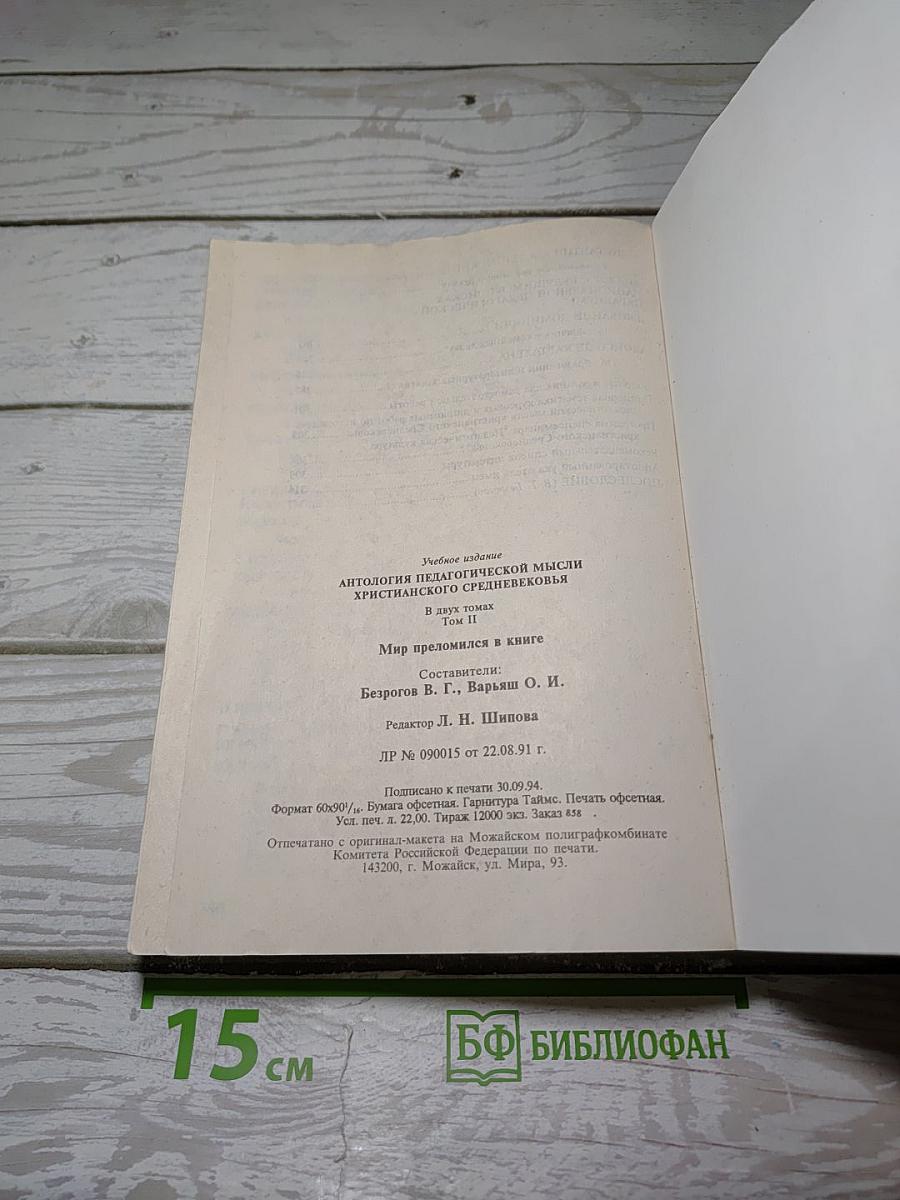 Учебное издание
АНТОЛОГИЯ ПЕДАГОГИЧЕСКОЙ МЫСЛИ
ХРИСТИАНСКОГО СРЕДНЕВЕКОВЬЯ
В двух томах
Том II
Мир преломился в книге
Составители:
Безрогов В. Г., Варьяш О. И.
Редактор Л. Н. Шипова
ЛР № 090015 от 22.08.91 г.
Подписано к печати 30.09.94.
Формат 60х90¹/₁₆. Бумага офсетная. Гарнитура Таймс. Печать офсетная.
Усл. печ. л. 22,00. Тираж 12000 экз. Заказ 858 .
Отпечатано с оригинал-макета на Можайском полиграфкомбинате
Комитета Российской Федерации по печати.
143200, г. Можайск, ул. Мира, 93.
15 см
БФ БИБЛИОФАН